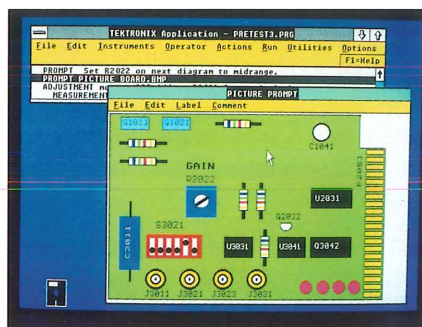 TEKTRONIX Application - PRETEST3.PRG
File Edit Instruments Operator Actions Run Utilities Options
F1=Help
PROMPT Set R2022 on next diagram to midrange.
PROMPT PICTURE BOARD.BMP
ADJUSTMENT
MEASUREMENT
PICTURE PROMPT
File Edit Label Comment
Q1011 Q1021
C1041
GAIN
R2022
P2051
U2031
C3011
S3021
Q2032
U3031 U3041 Q3042
J3011 J3021 J3023 J3031